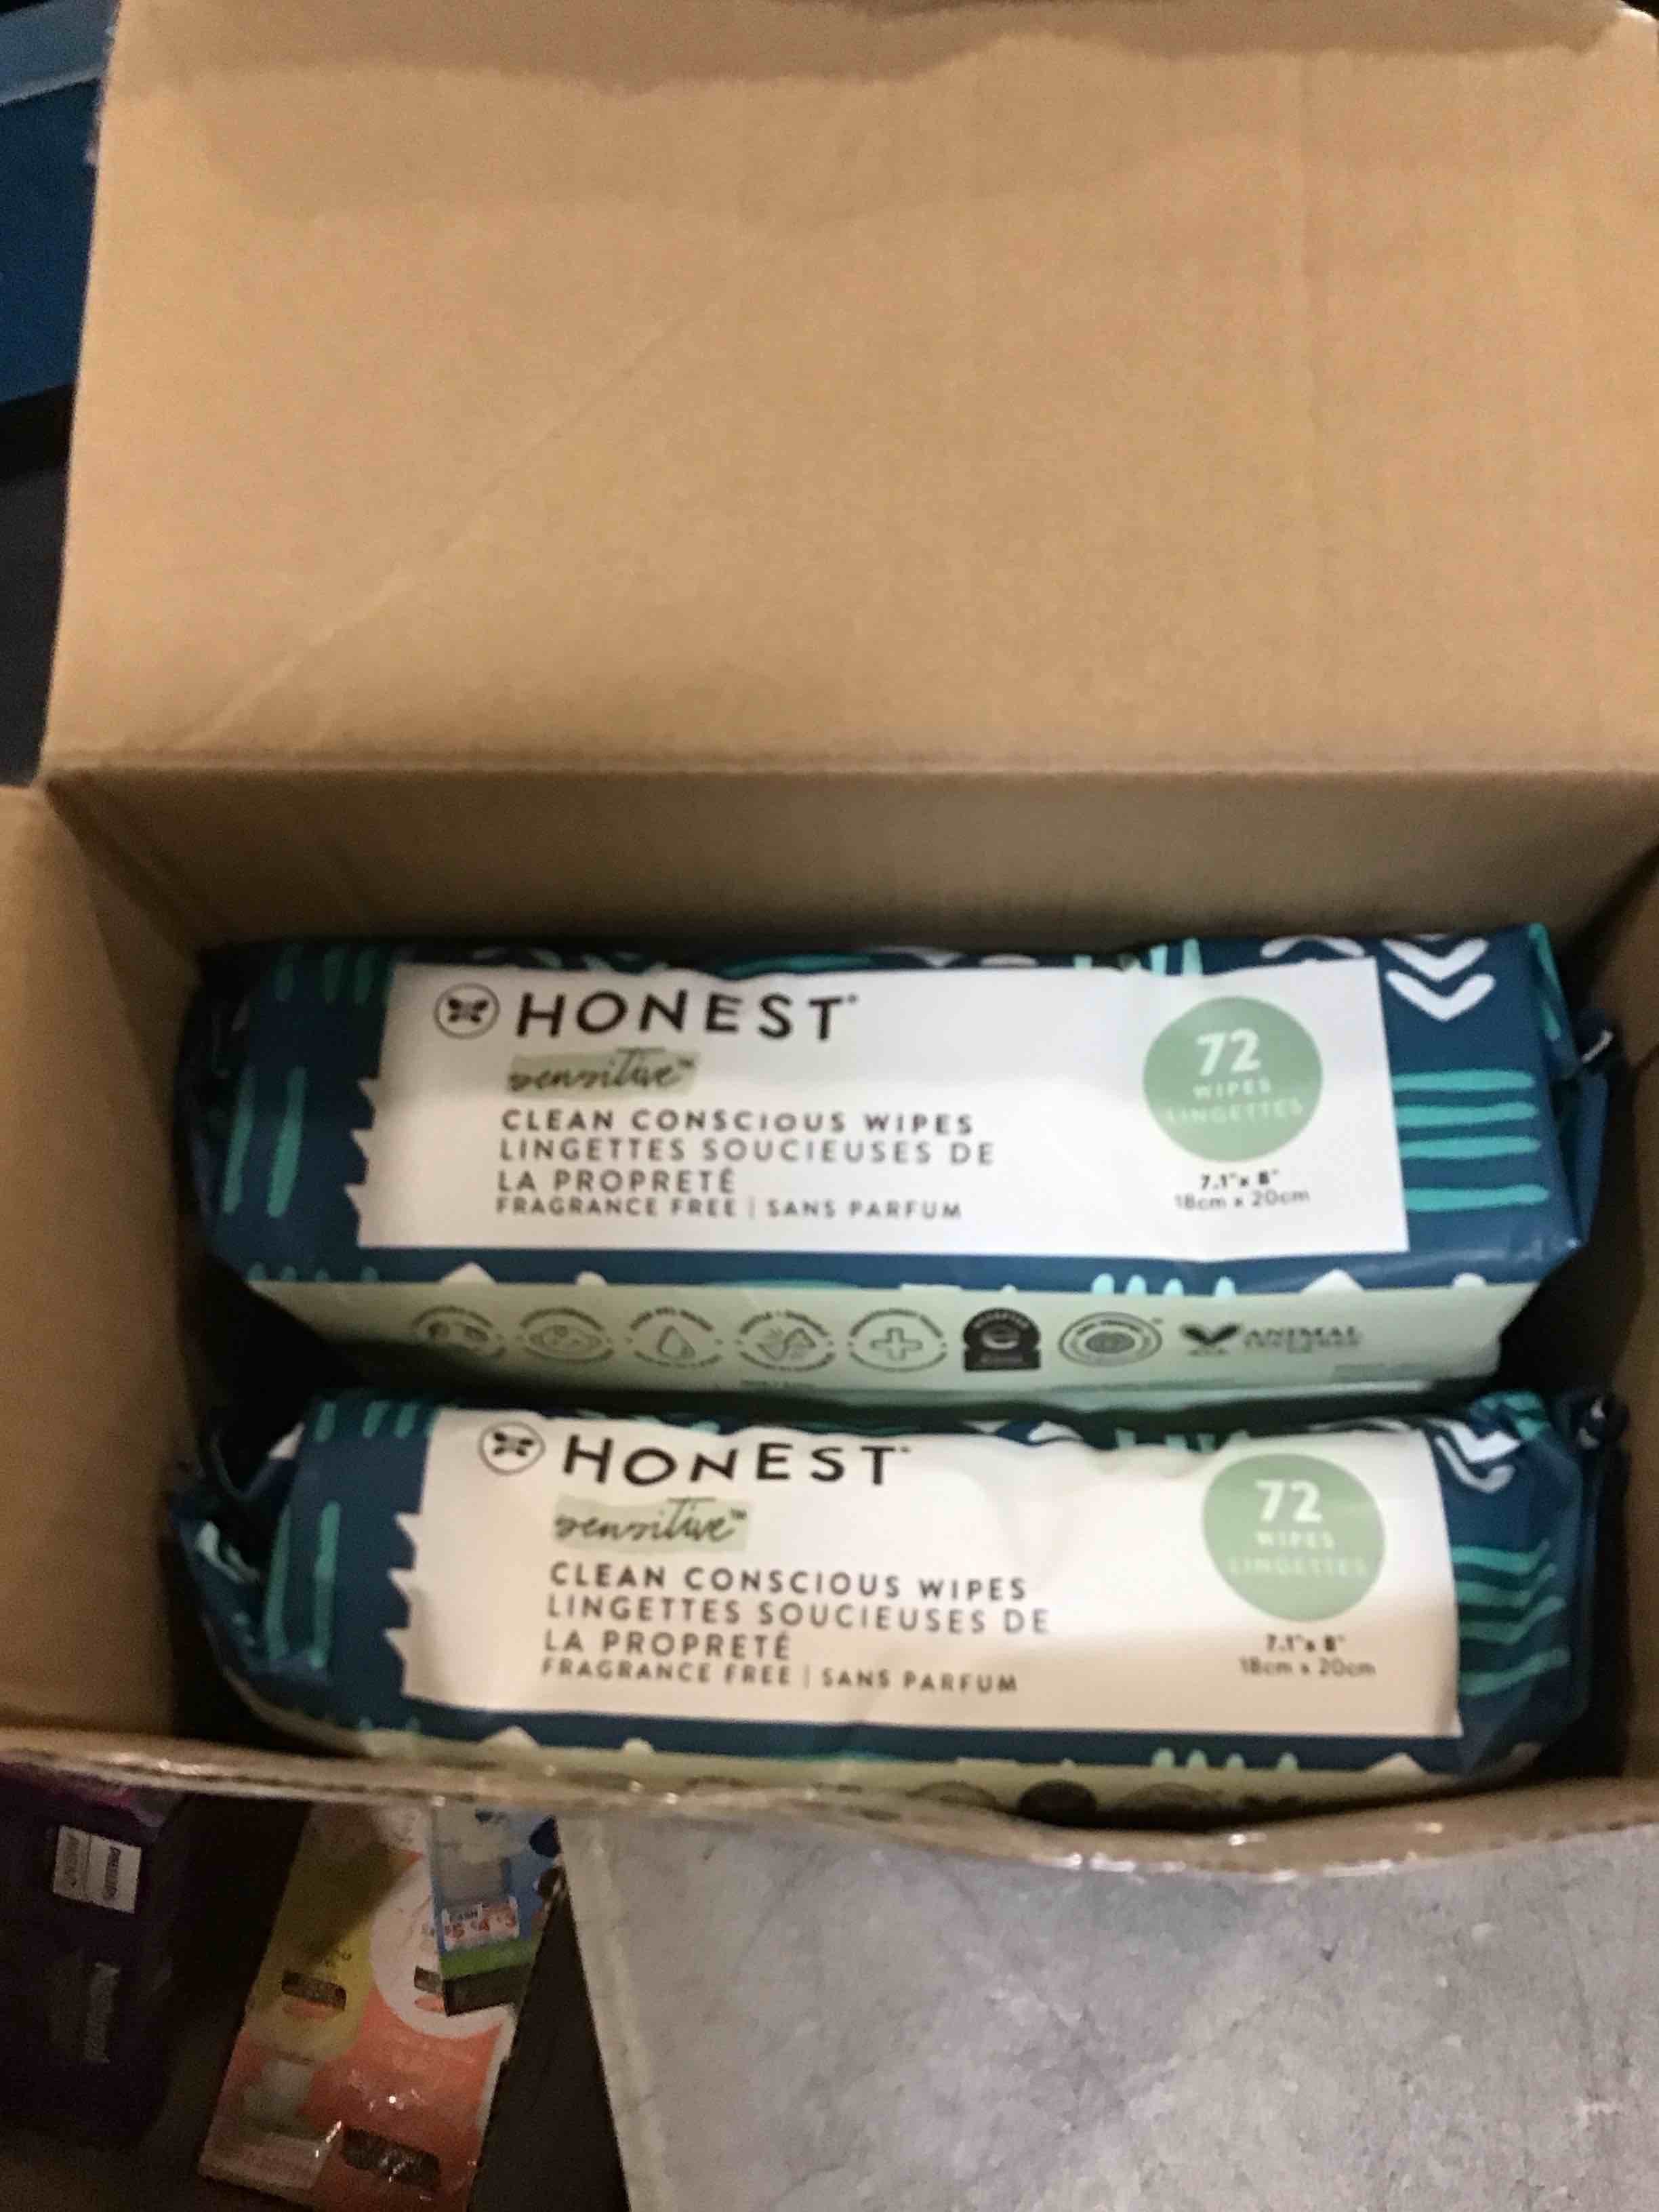 HONEST
sensitive™
CLEAN CONSCIOUS WIPES
LINGETTES SOUCIEUSES DE
LA PROPRETÉ
FRAGRANCE FREE | SANS PARFUM
72
WIPES
LINGETTES
7.1" x 8"
18cm x 20cm
ANIMAL
HONEST
sensitive™
CLEAN CONSCIOUS WIPES
LINGETTES SOUCIEUSES DE
LA PROPRETÉ
FRAGRANCE FREE | SANS PARFUM
72
WIPES
LINGETTES
7.1" x 8"
18cm x 20cm